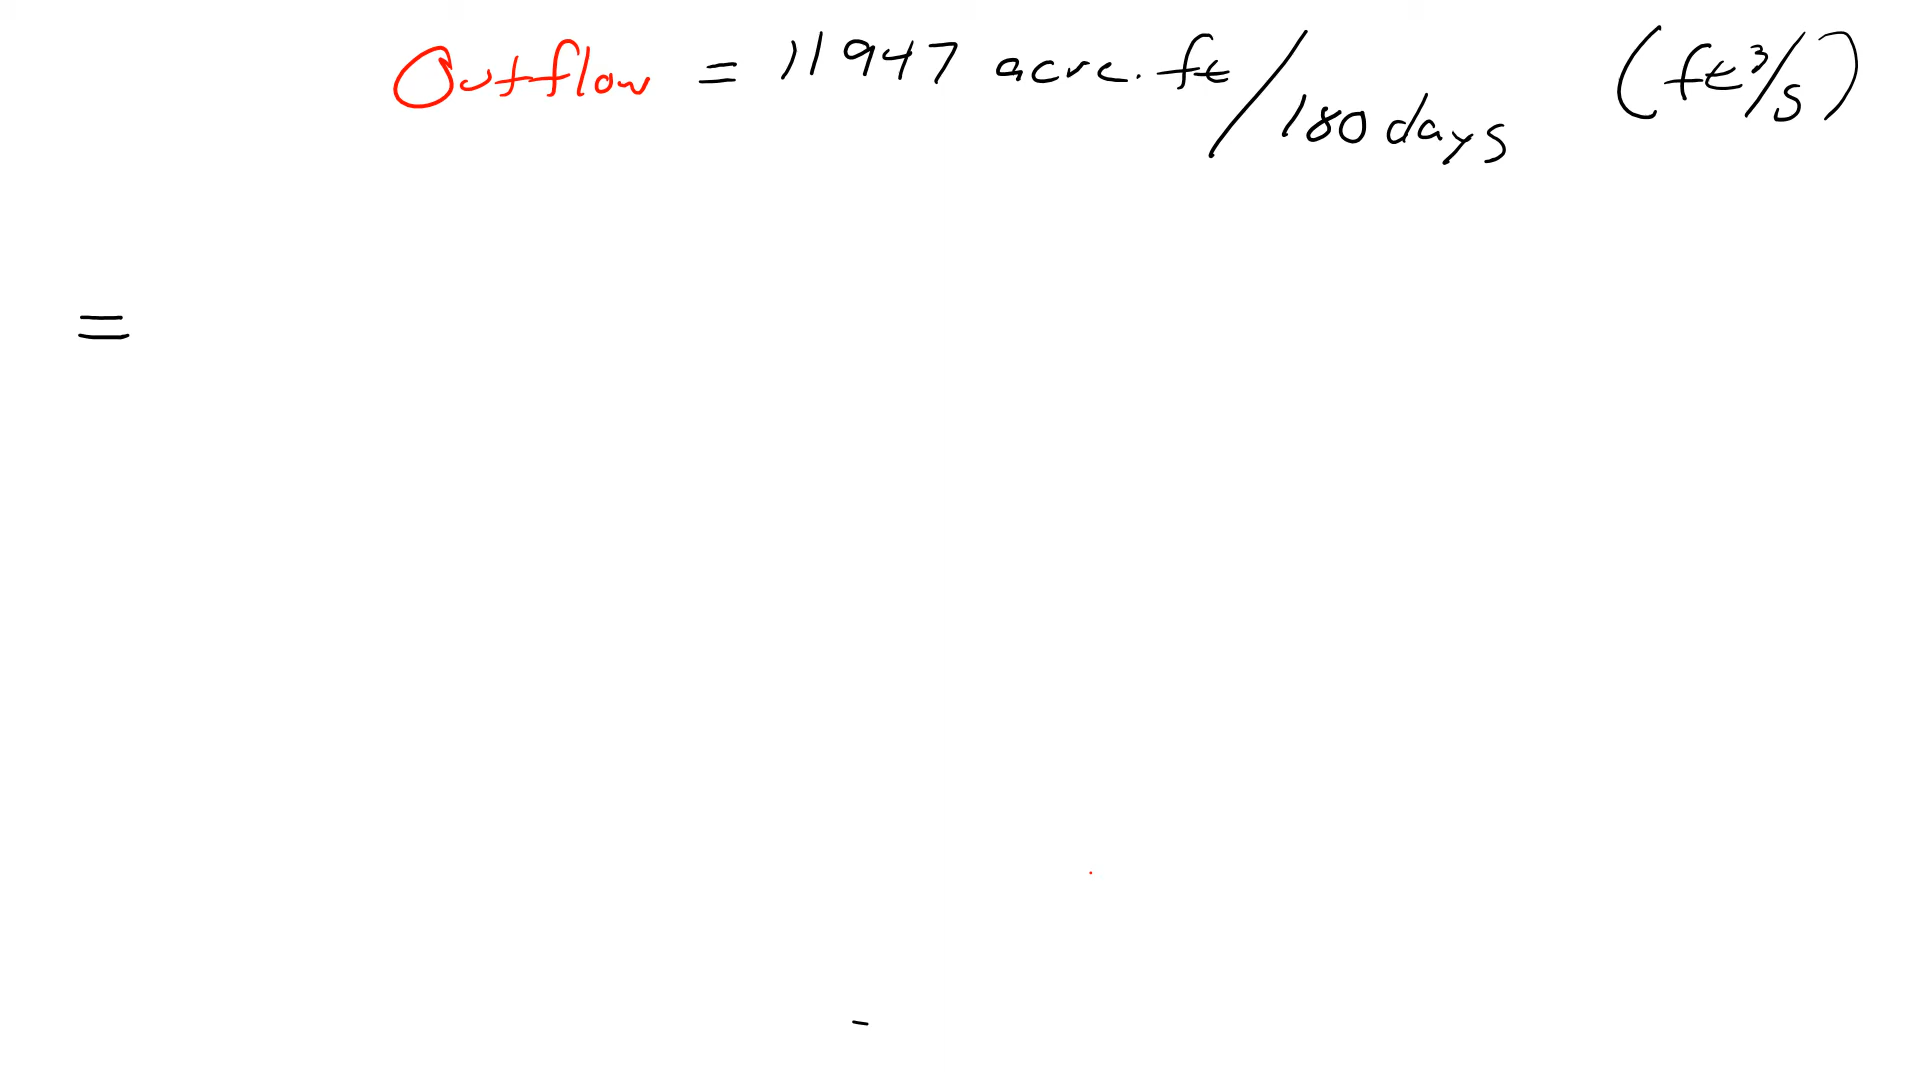 Outflow = 11947 acre.ft/180 days (ft³/s)
=
-